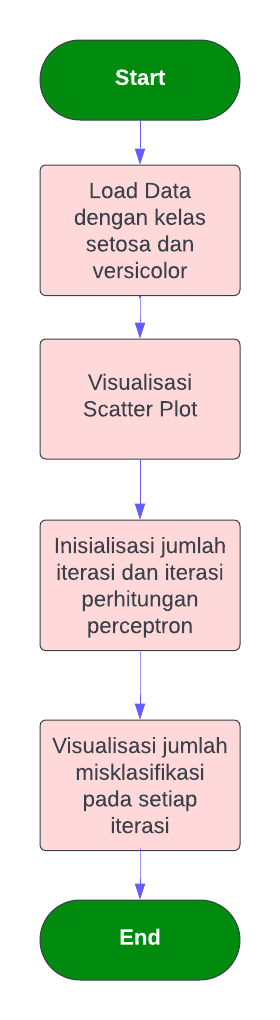 Start
Load Data
dengan kelas
setosa dan
versicolor
Visualisasi
Scatter Plot
Inisialisasi jumlah
iterasi dan iterasi
perhitungan
perceptron
Visualisasi jumlah
misklasifikasi
pada setiap
iterasi
End